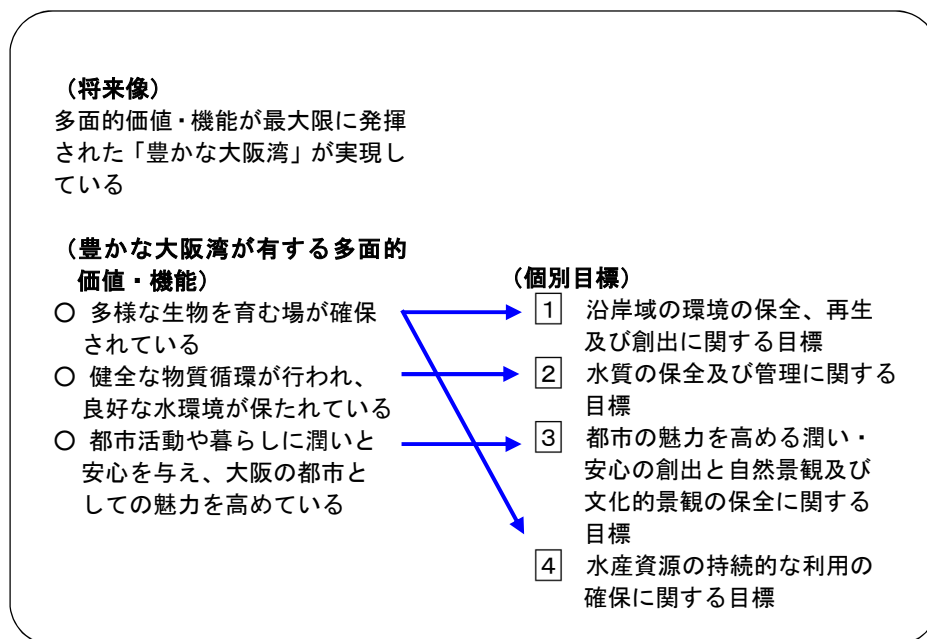 （将来像）
多面的価値・機能が最大限に発揮
された「豊かな大阪湾」が実現し
ている
（豊かな大阪湾が有する多面的
価値・機能）
○ 多様な生物を育む場が確保
されている
○ 健全な物質循環が行われ、
良好な水環境が保たれている
○ 都市活動や暮らしに潤いと
安心を与え、大阪の都市と
しての魅力を高めている
（個別目標）
1 沿岸域の環境の保全、再生
及び創出に関する目標
2 水質の保全及び管理に関する
目標
3 都市の魅力を高める潤い・
安心の創出と自然景観及び
文化的景観の保全に関する
目標
4 水産資源の持続的な利用の
確保に関する目標